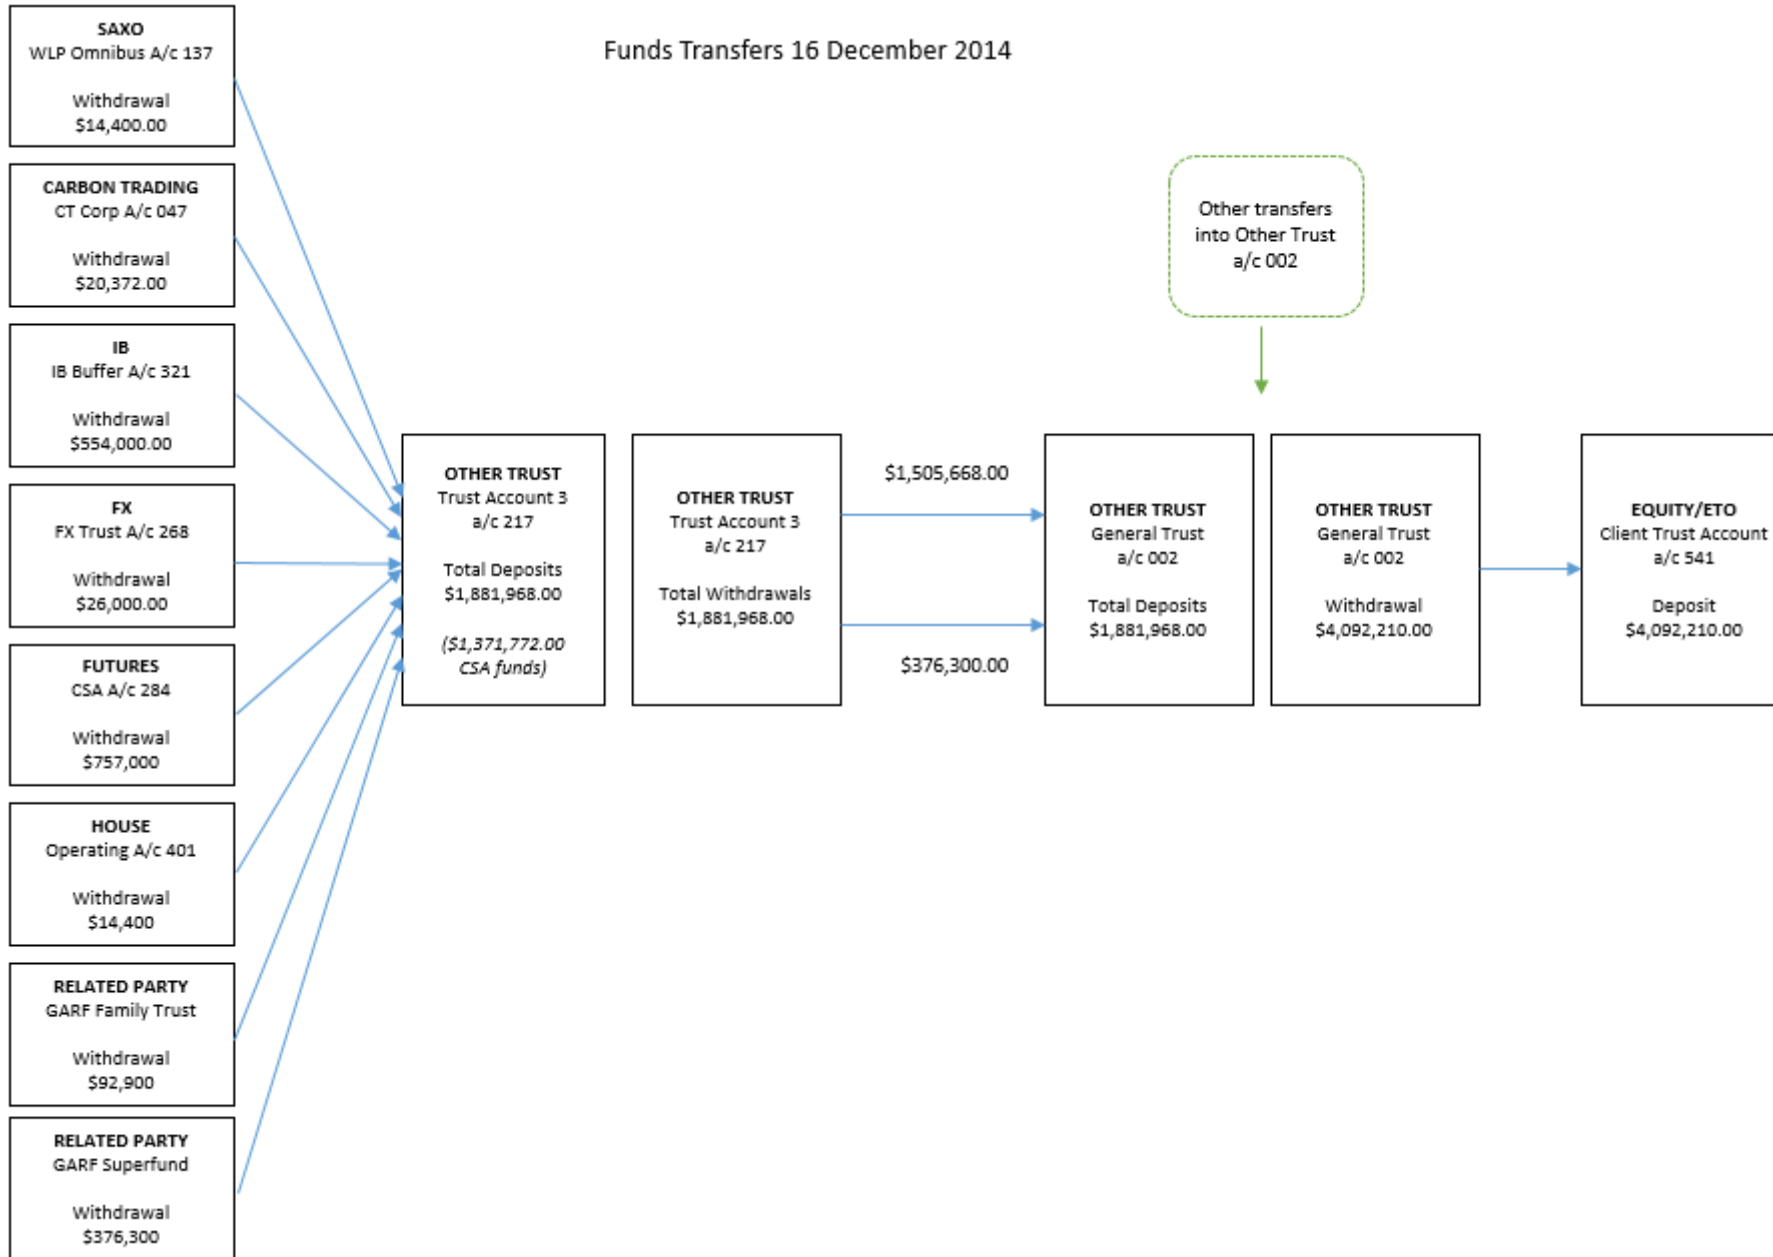 Funds Transfers 16 December 2014
SAXO
WLP Omnibus A/c 137
Withdrawal
$14,400.00
CARBON TRADING
CT Corp A/c 047
Withdrawal
$20,372.00
IB
IB Buffer A/c 321
Withdrawal
$554,000.00
FX
FX Trust A/c 268
Withdrawal
$26,000.00
FUTURES
CSA A/c 284
Withdrawal
$757,000
HOUSE
Operating A/c 401
Withdrawal
$14,400
RELATED PARTY
GARF Family Trust
Withdrawal
$92,900
RELATED PARTY
GARF Superfund
Withdrawal
$376,300
OTHER TRUST
Trust Account 3
a/c 217
Total Deposits
$1,881,968.00
($1,371,772.00
CSA funds)
OTHER TRUST
Trust Account 3
a/c 217
Total Withdrawals
$1,881,968.00
$1,505,668.00
$376,300.00
Other transfers
into Other Trust
a/c 002
OTHER TRUST
General Trust
a/c 002
Total Deposits
$1,881,968.00
OTHER TRUST
General Trust
a/c 002
Withdrawal
$4,092,210.00
EQUITY/ETO
Client Trust Account
a/c 541
Deposit
$4,092,210.00